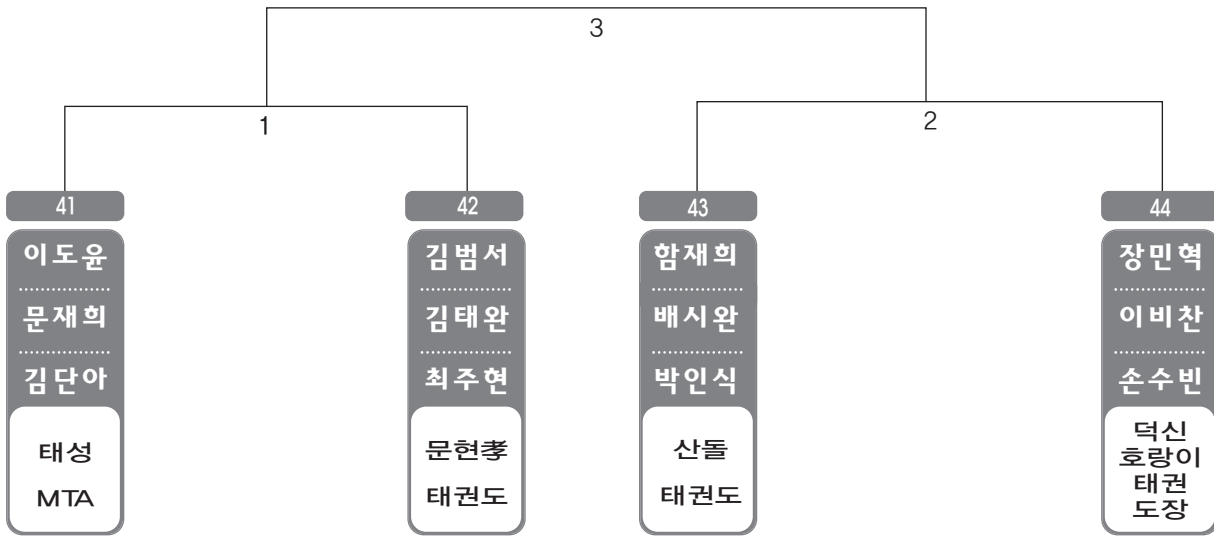 3
1
2
41
이도윤
문재희
김단아
태성
MTA
42
김범서
김태완
최주현
문현孝
태권도
43
함재희
배시완
박인식
산돌
태권도
44
장민혁
이비찬
손수빈
덕신
호랑이
태권
도장